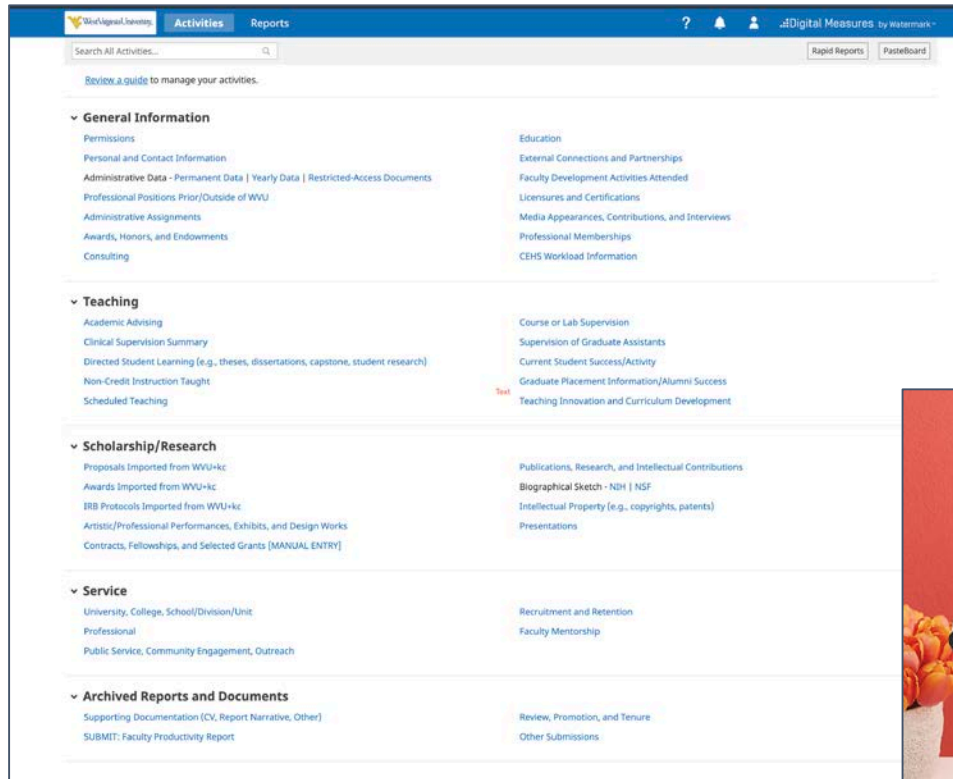 West Virginia University. Activities Reports ? Digital Measures by Watermark
Search All Activities... Rapid Reports PasteBoard
Review a guide to manage your activities.
General Information
Permissions
Personal and Contact Information
Administrative Data - Permanent Data | Yearly Data | Restricted-Access Documents
Professional Positions Prior/Outside of WVU
Administrative Assignments
Awards, Honors, and Endowments
Consulting
Education
External Connections and Partnerships
Faculty Development Activities Attended
Licensures and Certifications
Media Appearances, Contributions, and Interviews
Professional Memberships
CEHS Workload Information
Teaching
Academic Advising
Clinical Supervision Summary
Directed Student Learning (e.g., theses, dissertations, capstone, student research)
Non-Credit Instruction Taught
Scheduled Teaching
Text
Course or Lab Supervision
Supervision of Graduate Assistants
Current Student Success/Activity
Graduate Placement Information/Alumni Success
Teaching Innovation and Curriculum Development
Scholarship/Research
Proposals Imported from WVU+kc
Awards Imported from WVU+kc
IRB Protocols Imported from WVU+kc
Artistic/Professional Performances, Exhibits, and Design Works
Contracts, Fellowships, and Selected Grants [MANUAL ENTRY]
Publications, Research, and Intellectual Contributions
Biographical Sketch - NIH | NSF
Intellectual Property (e.g., copyrights, patents)
Presentations
Service
University, College, School/Division/Unit
Professional
Public Service, Community Engagement, Outreach
Recruitment and Retention
Faculty Mentorship
Archived Reports and Documents
Supporting Documentation (CV, Report Narrative, Other)
SUBMIT: Faculty Productivity Report
Review, Promotion, and Tenure
Other Submissions